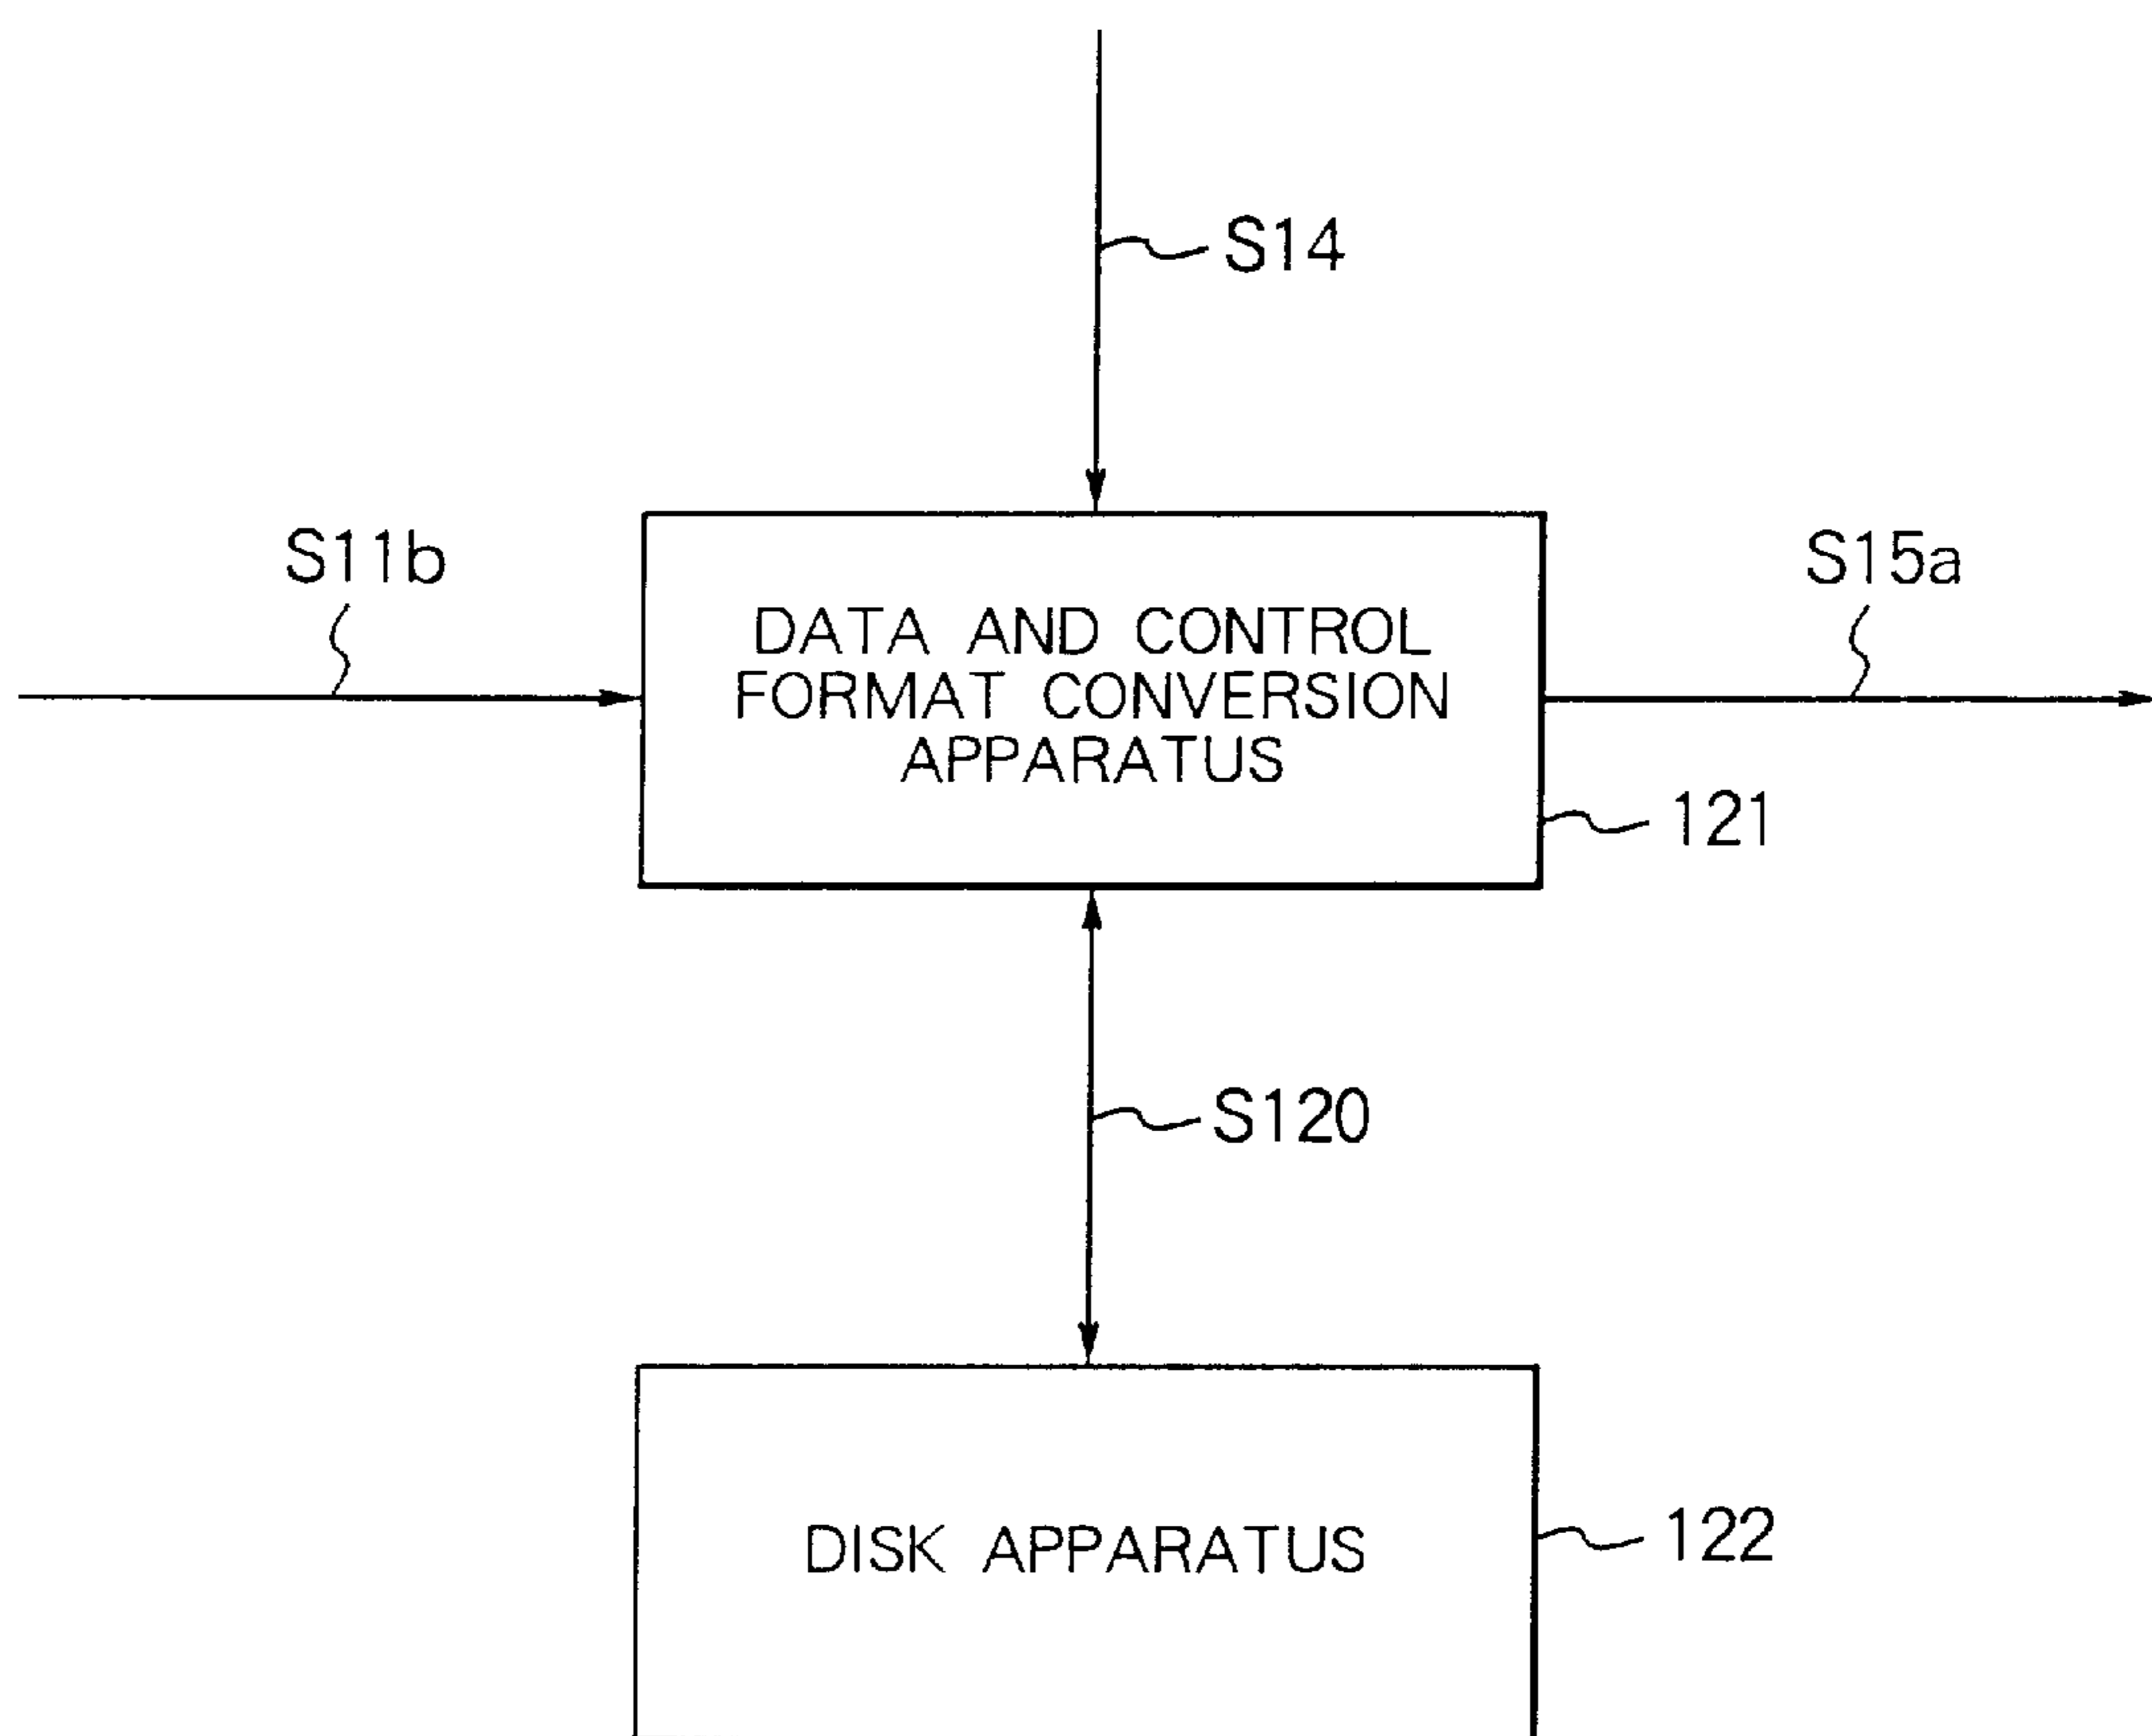 S14
S11b
S15a
DATA AND CONTROL
FORMAT CONVERSION
APPARATUS
121
S120
DISK APPARATUS
122